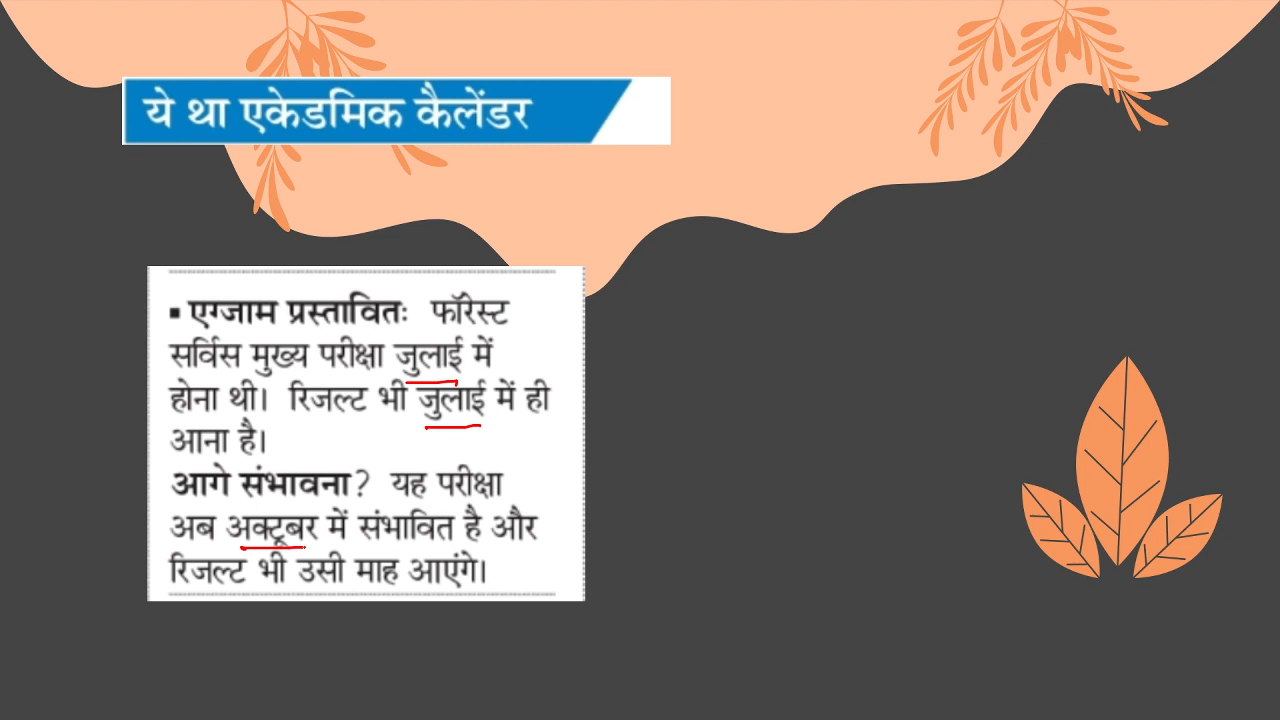 ये था एकेडमिक कैलेंडर
▪ एग्जाम प्रस्तावितः फॉरेस्ट
सर्विस मुख्य परीक्षा जुलाई में
होना थी। रिजल्ट भी जुलाई में ही
आना है।
आगे संभावना? यह परीक्षा
अब अक्टूबर में संभावित है और
रिजल्ट भी उसी माह आएंगे।